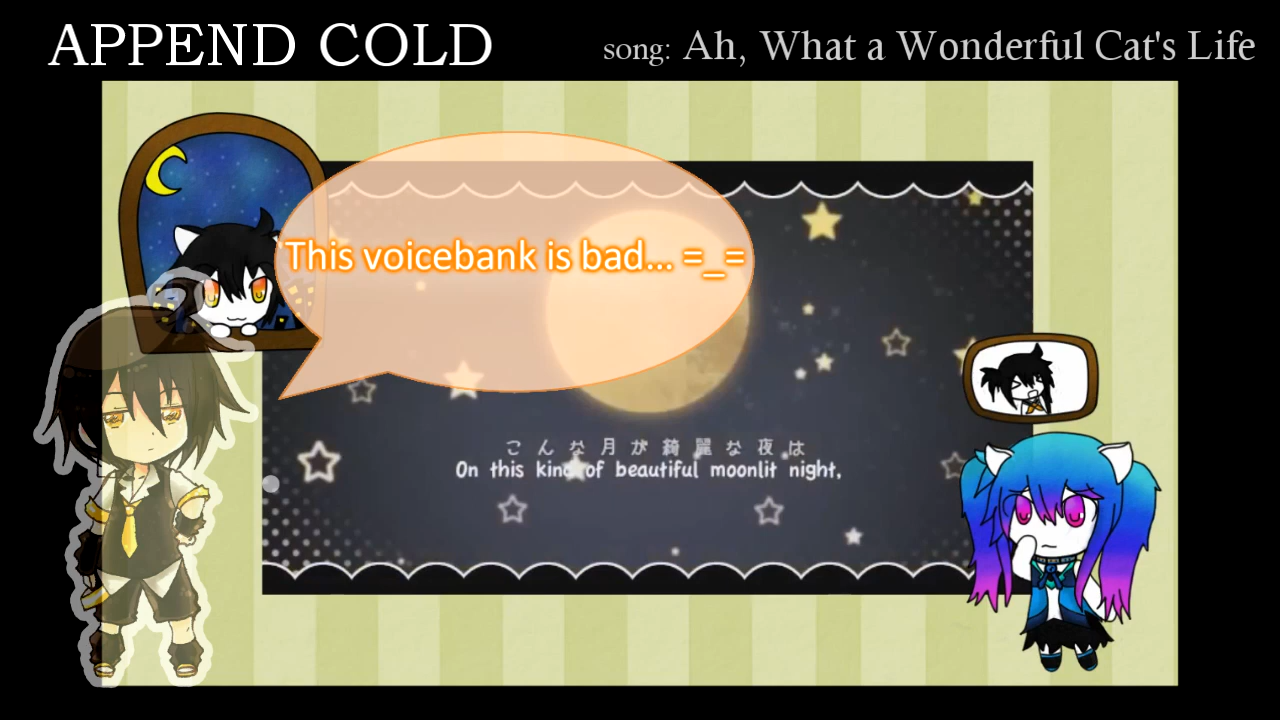 APPEND COLD
song: Ah, What a Wonderful Cat's Life
This voicebank is bad... =_=
こんな月が綺麗な夜は
On this kind of beautiful moonlit night,